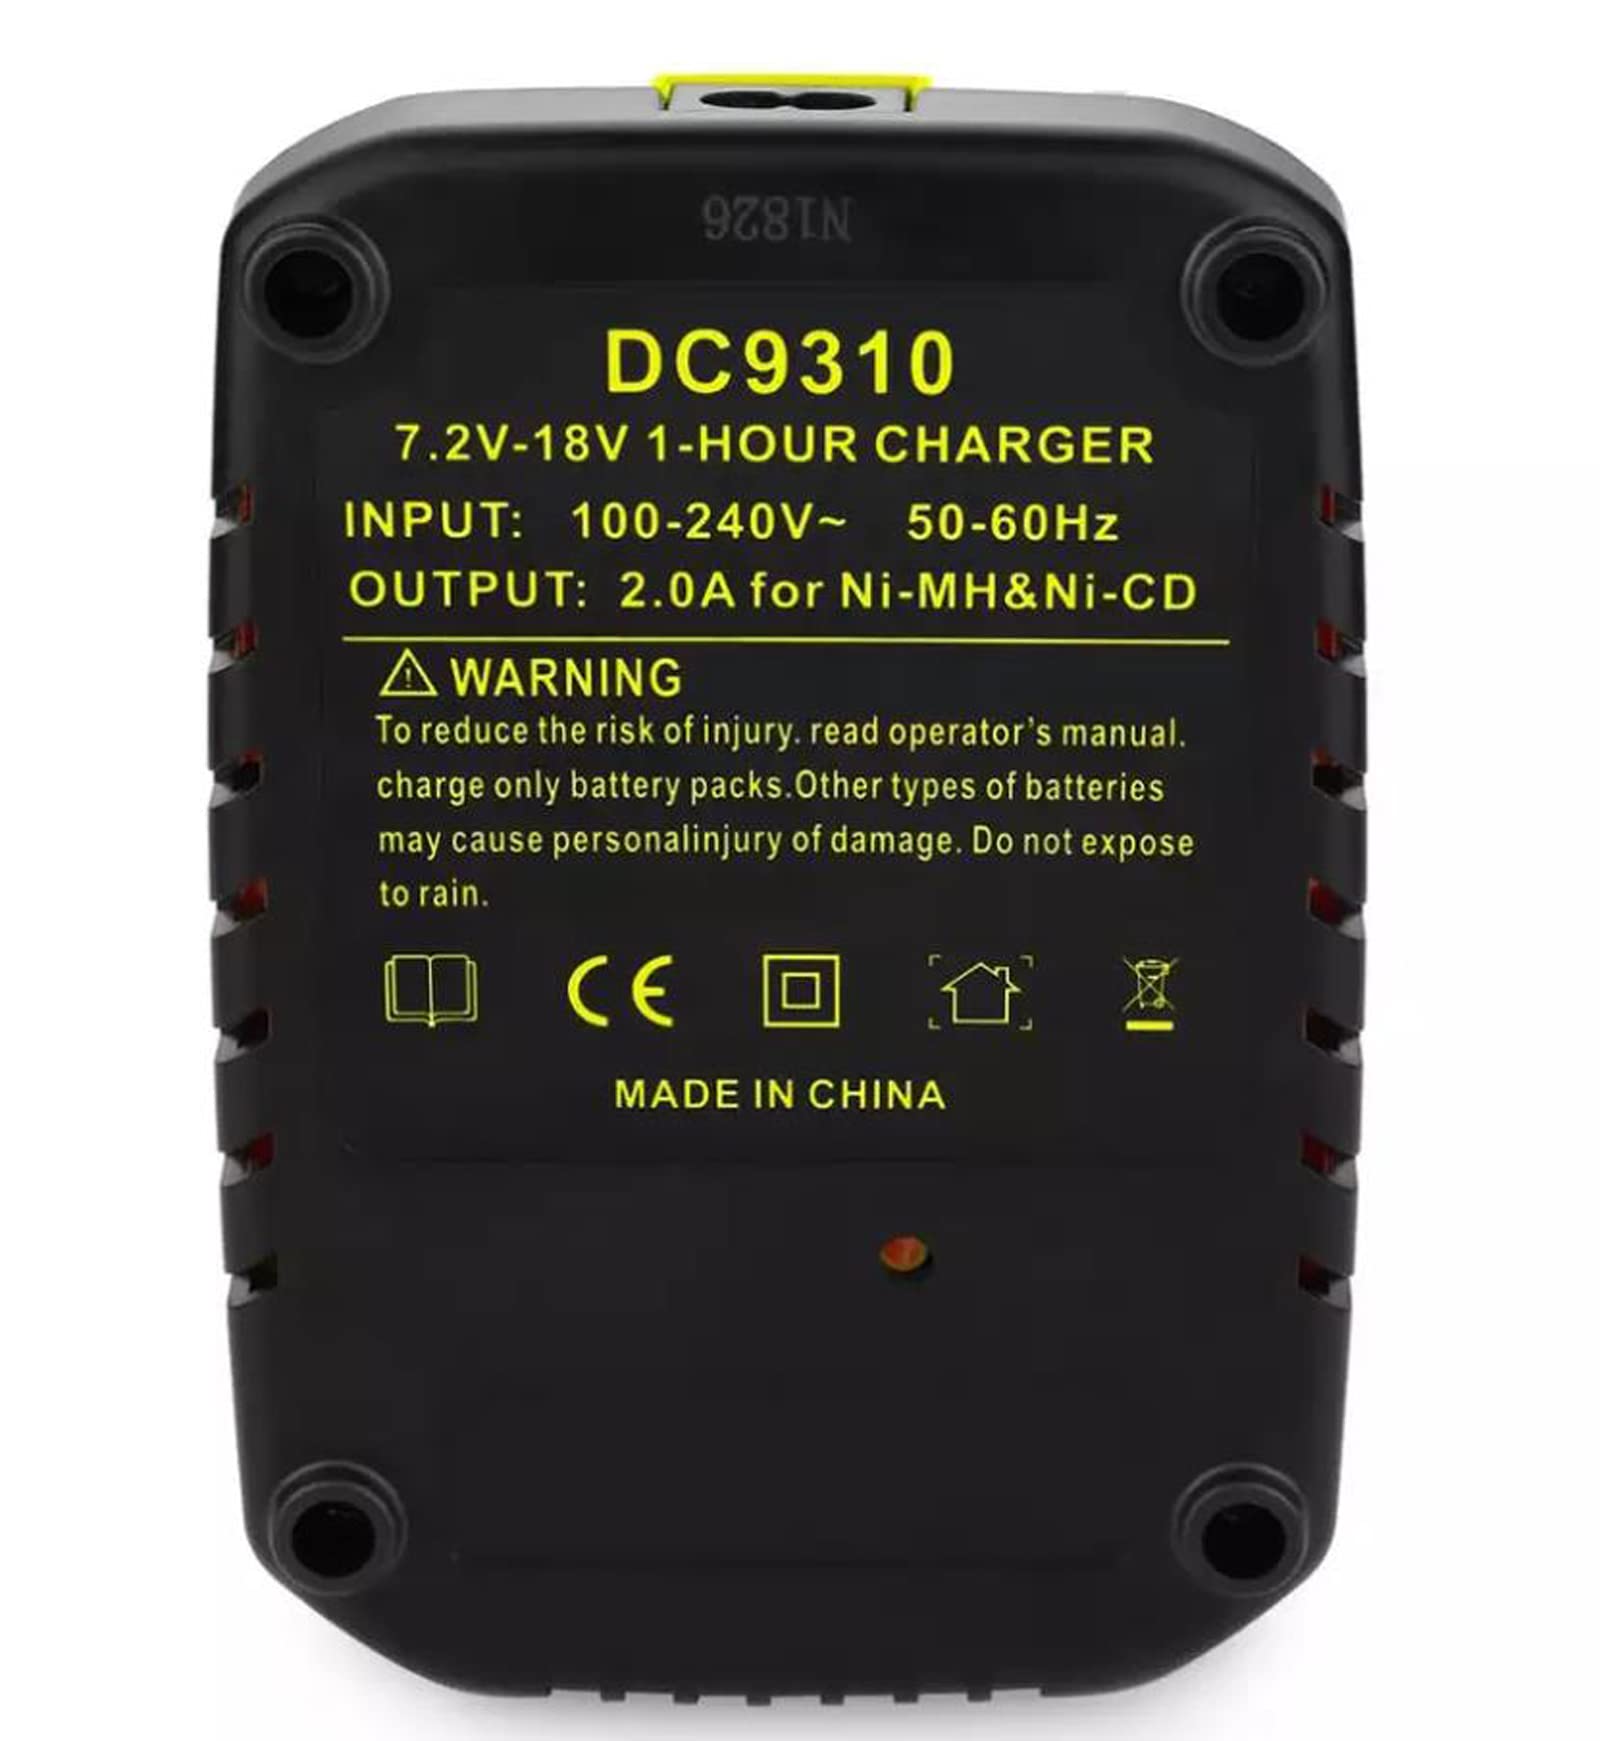 N1826
DC9310
7.2V-18V 1-HOUR CHARGER
INPUT: 100-240V~ 50-60Hz
OUTPUT: 2.0A for Ni-MH&Ni-CD
⚠ WARNING
To reduce the risk of injury. read operator's manual.
charge only battery packs.Other types of batteries
may cause personalinjury of damage. Do not expose
to rain.
CE
MADE IN CHINA